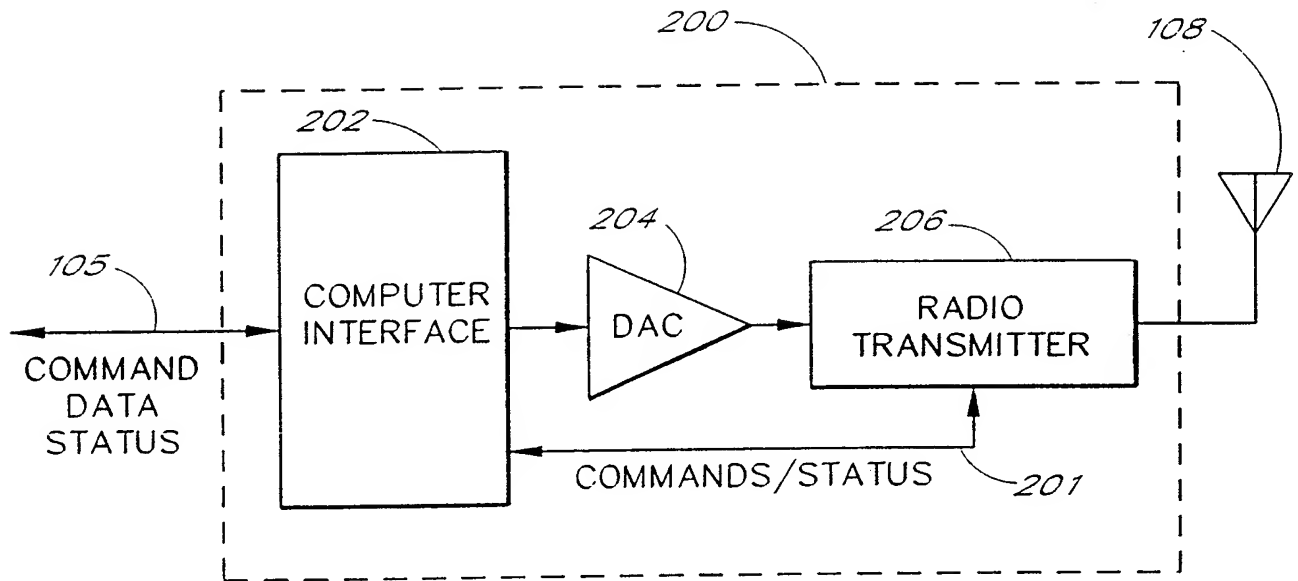 200
108
202
204
206
105
COMPUTER
INTERFACE
DAC
RADIO
TRANSMITTER
COMMAND
DATA
STATUS
COMMANDS/STATUS
201